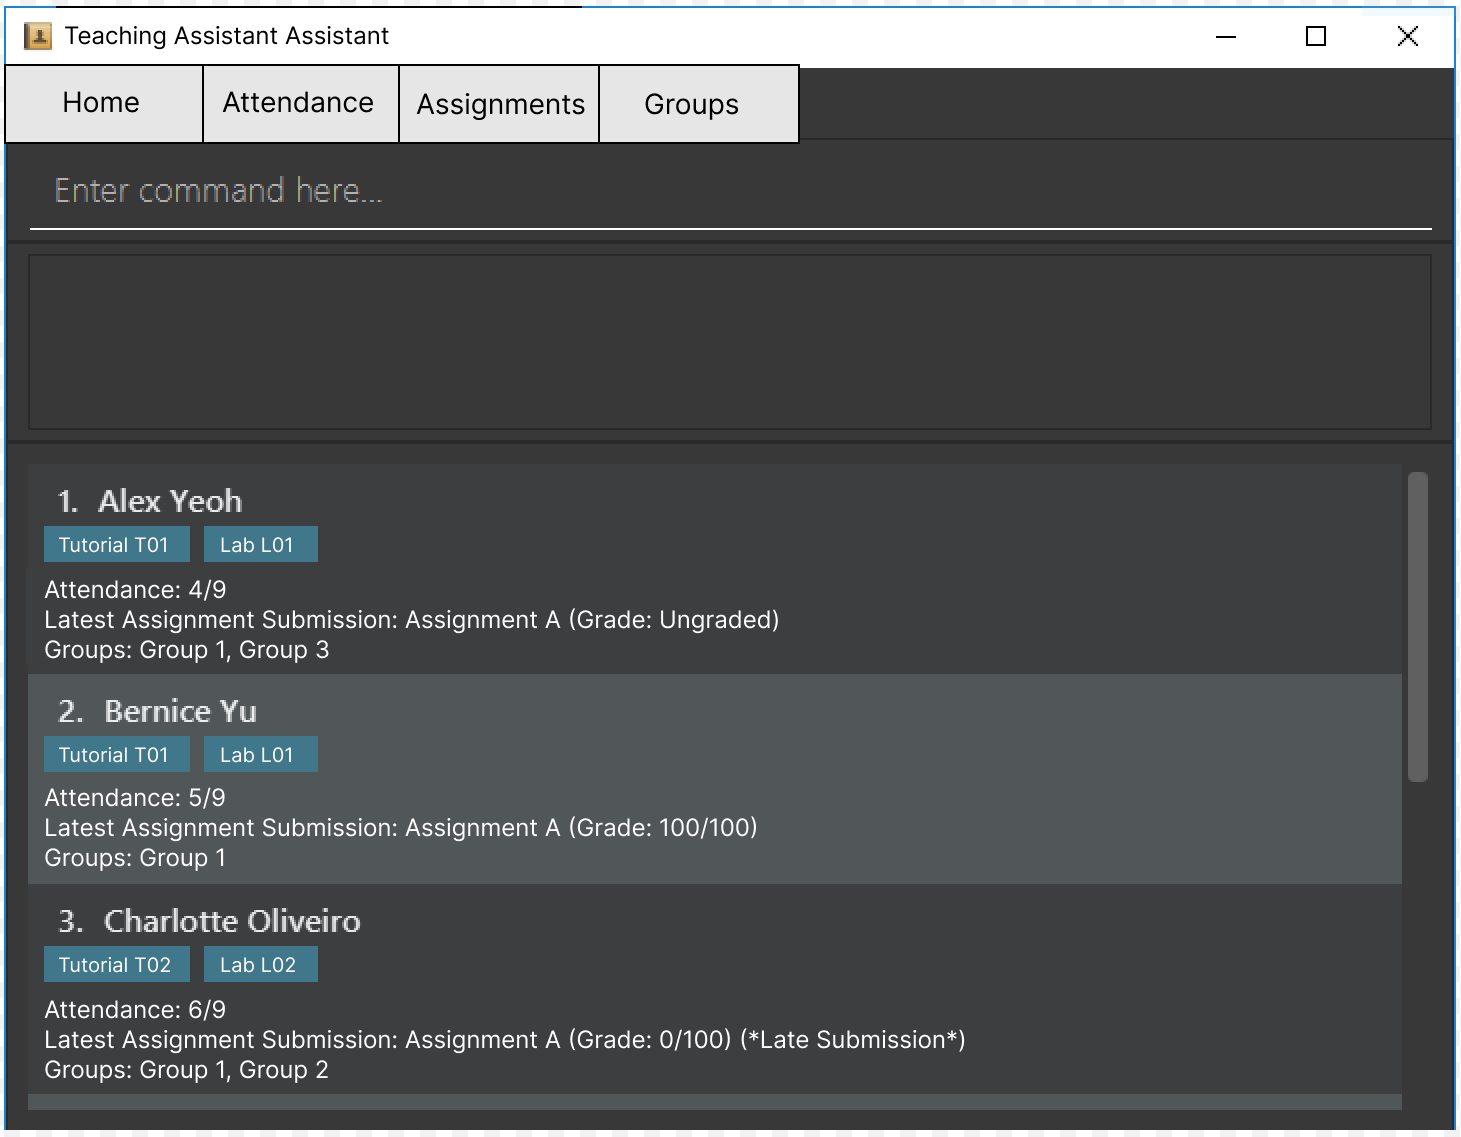 Teaching Assistant Assistant
Home Attendance Assignments Groups
Enter command here...
1. Alex Yeoh
Tutorial T01 Lab L01
Attendance: 4/9
Latest Assignment Submission: Assignment A (Grade: Ungraded)
Groups: Group 1, Group 3
2. Bernice Yu
Tutorial T01 Lab L01
Attendance: 5/9
Latest Assignment Submission: Assignment A (Grade: 100/100)
Groups: Group 1
3. Charlotte Oliveiro
Tutorial T02 Lab L02
Attendance: 6/9
Latest Assignment Submission: Assignment A (Grade: 0/100) (*Late Submission*)
Groups: Group 1, Group 2